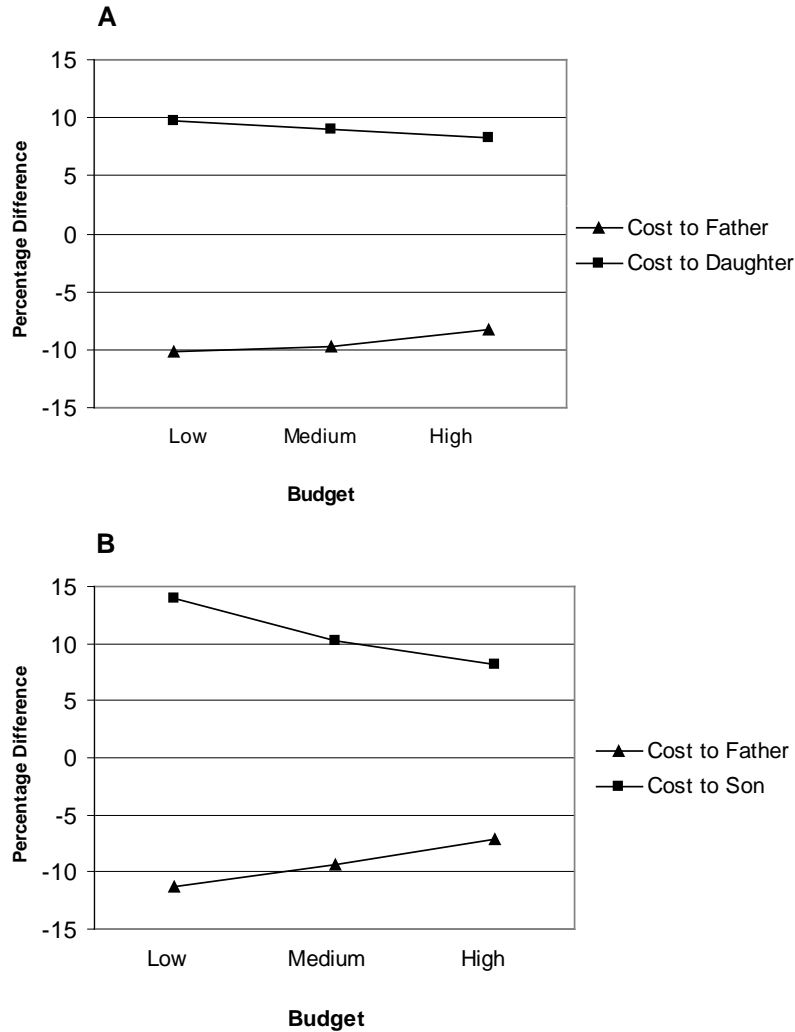 A
15
10
5
0
-5
-10
-15
Percentage Difference
Low Medium High
Budget
Cost to Father
Cost to Daughter
B
15
10
5
0
-5
-10
-15
Percentage Difference
Low Medium High
Budget
Cost to Father
Cost to Son